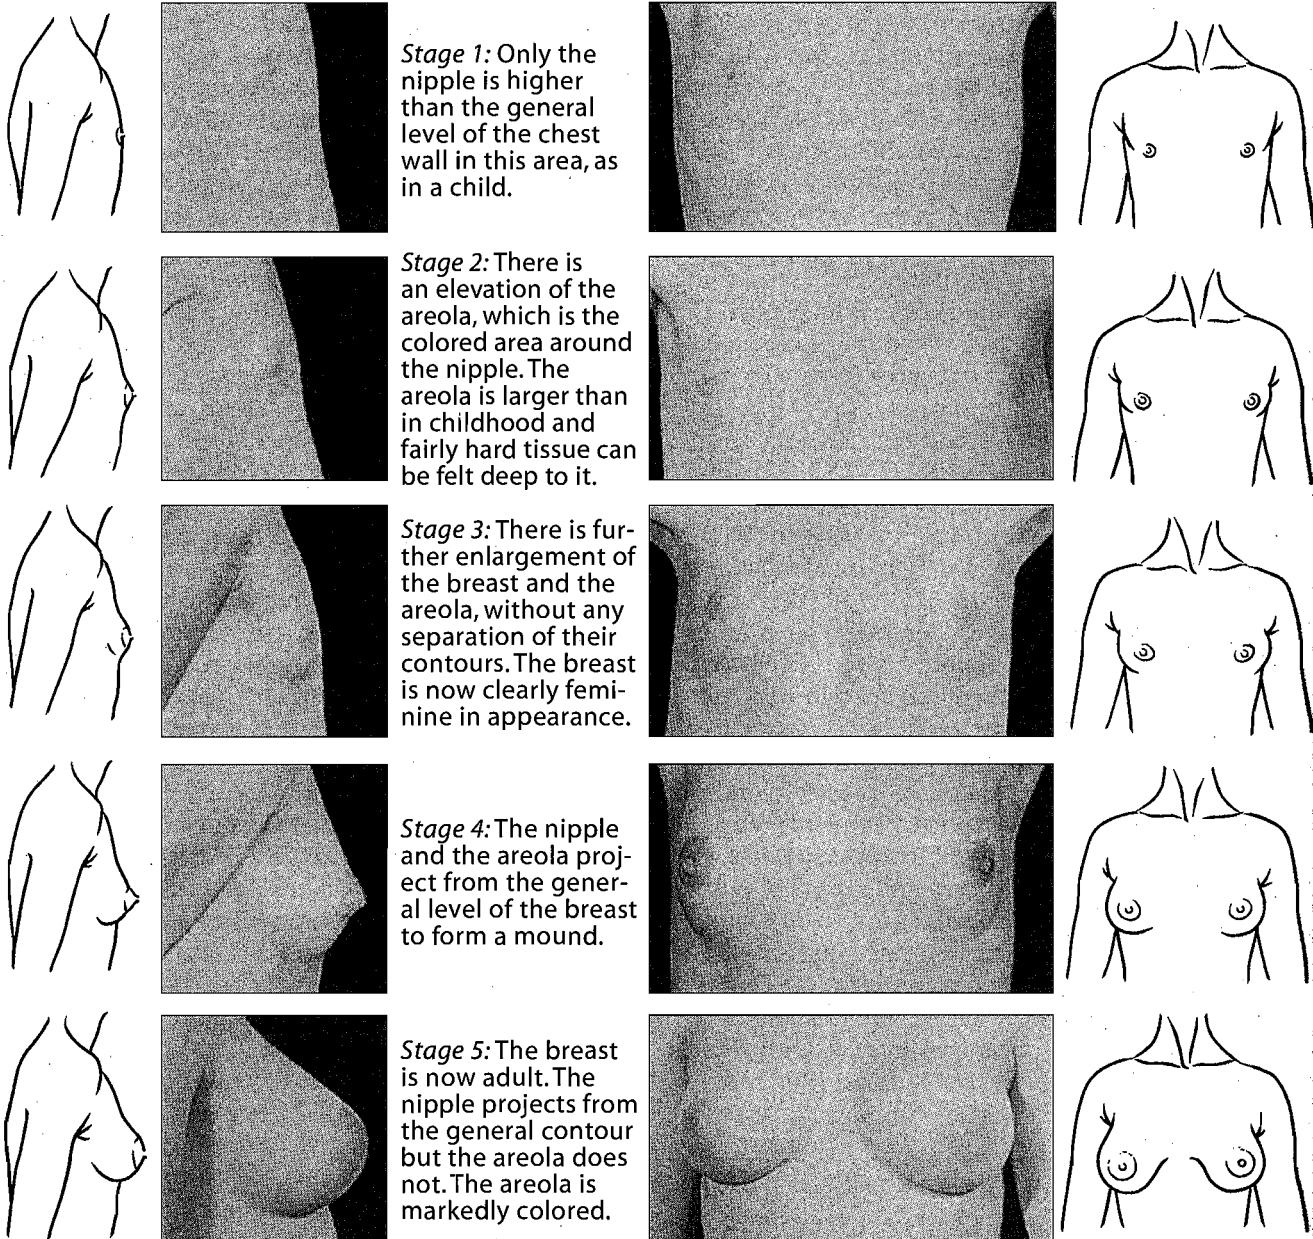 Stage 1: Only the
nipple is higher
than the general
level of the chest
wall in this area, as
in a child.
Stage 2: There is
an elevation of the
areola, which is the
colored area around
the nipple. The
areola is larger than
in childhood and
fairly hard tissue can
be felt deep to it.
Stage 3: There is fur-
ther enlargement of
the breast and the
areola, without any
separation of their
contours. The breast
is now clearly femi-
nine in appearance.
Stage 4: The nipple
and the areola proj-
ect from the gener-
al level of the breast
to form a mound.
Stage 5: The breast
is now adult. The
nipple projects from
the general contour
but the areola does
not. The areola is
markedly colored.